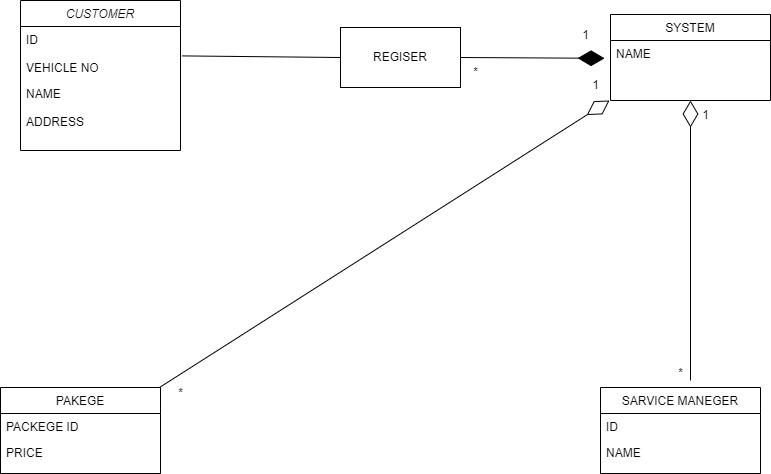 CUSTOMER
ID
VEHICLE NO
NAME
ADDRESS
REGISER
1
*
SYSTEM
NAME
1
1
*
PAKEGE
PACKEGE ID
PRICE
*
SARVICE MANEGER
ID
NAME